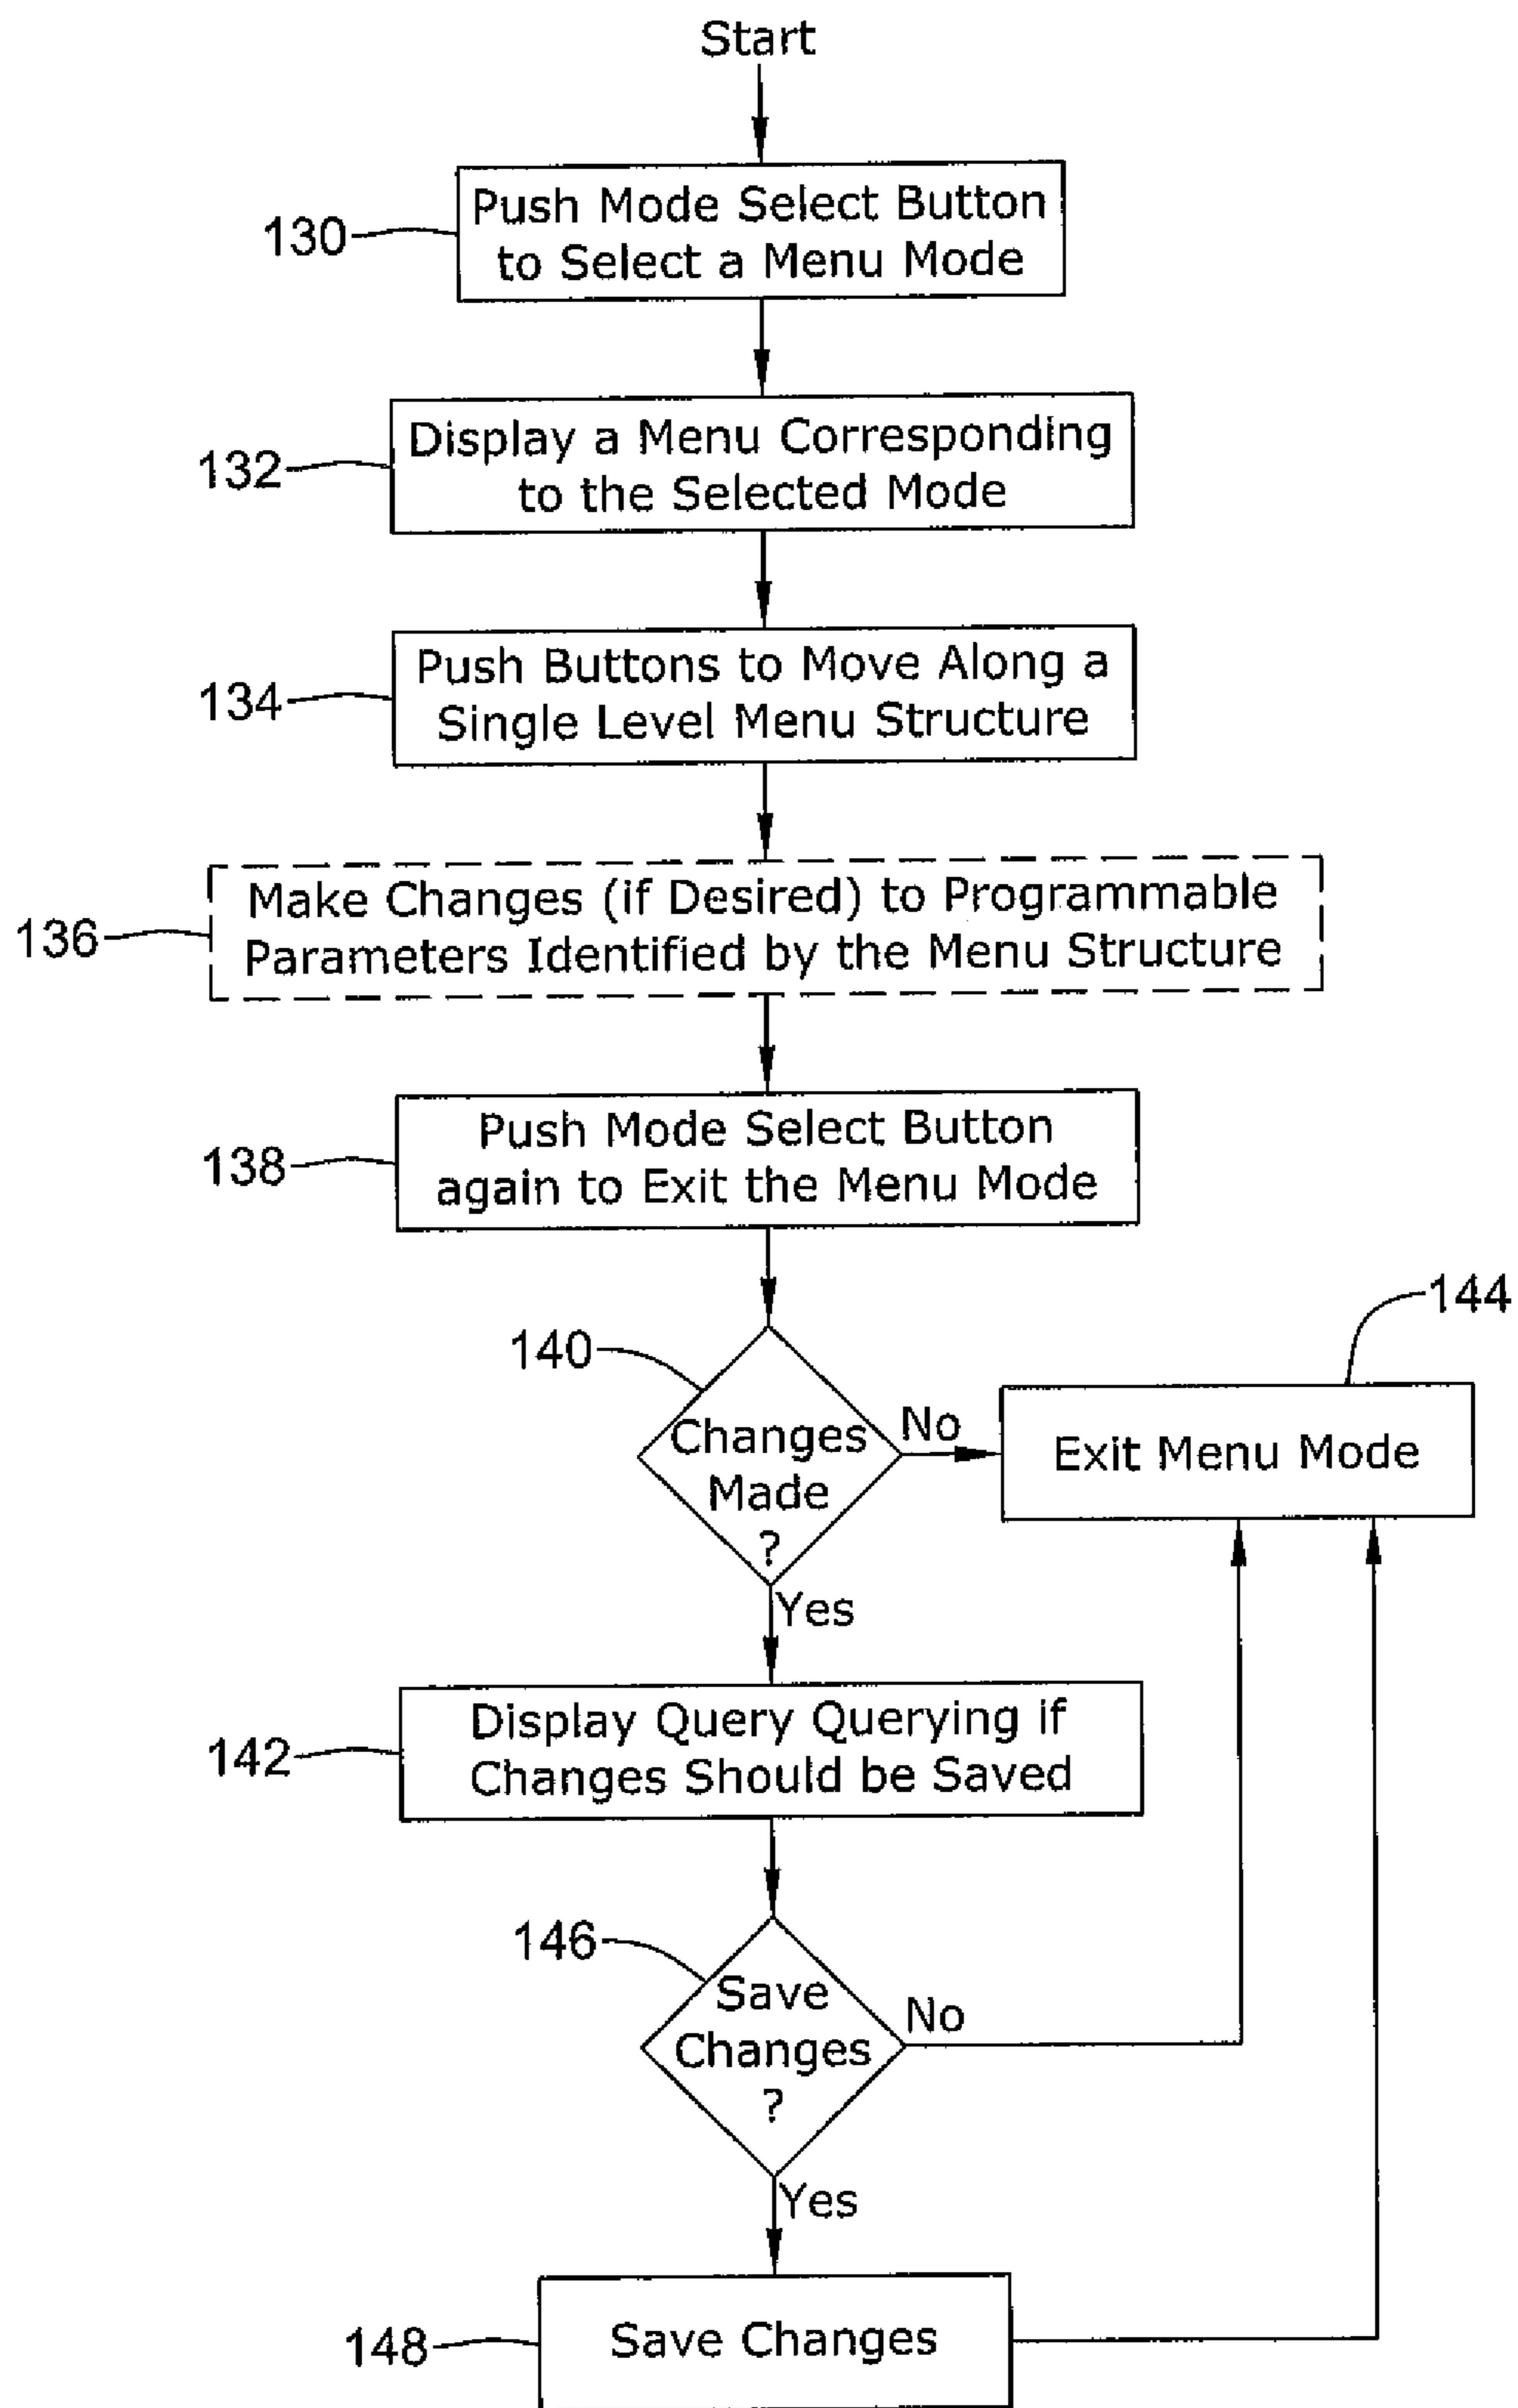 Start
130
Push Mode Select Button
to Select a Menu Mode
132
Display a Menu Corresponding
to the Selected Mode
134
Push Buttons to Move Along a
Single Level Menu Structure
136
Make Changes (if Desired) to Programmable
Parameters Identified by the Menu Structure
138
Push Mode Select Button
again to Exit the Menu Mode
140
Changes
Made
?
No
144
Exit Menu Mode
Yes
142
Display Query Querying if
Changes Should be Saved
146
Save
Changes
?
No
Yes
148
Save Changes